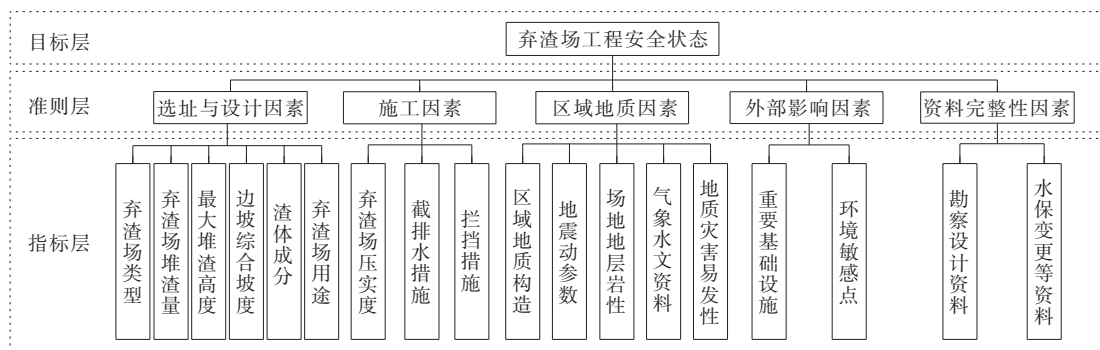 目标层
弃渣场工程安全状态
准则层
选址与设计因素
施工因素
区域地质因素
外部影响因素
资料完整性因素
指标层
弃渣场类型
弃渣场堆渣量
最大堆渣高度
边坡综合坡度
渣体成分
弃渣场用途
弃渣场压实度
截排水措施
拦挡措施
区域地质构造
地震动参数
场地地层岩性
气象水文资料
地质灾害易发性
重要基础设施
环境敏感点
勘察设计资料
水保变更等资料